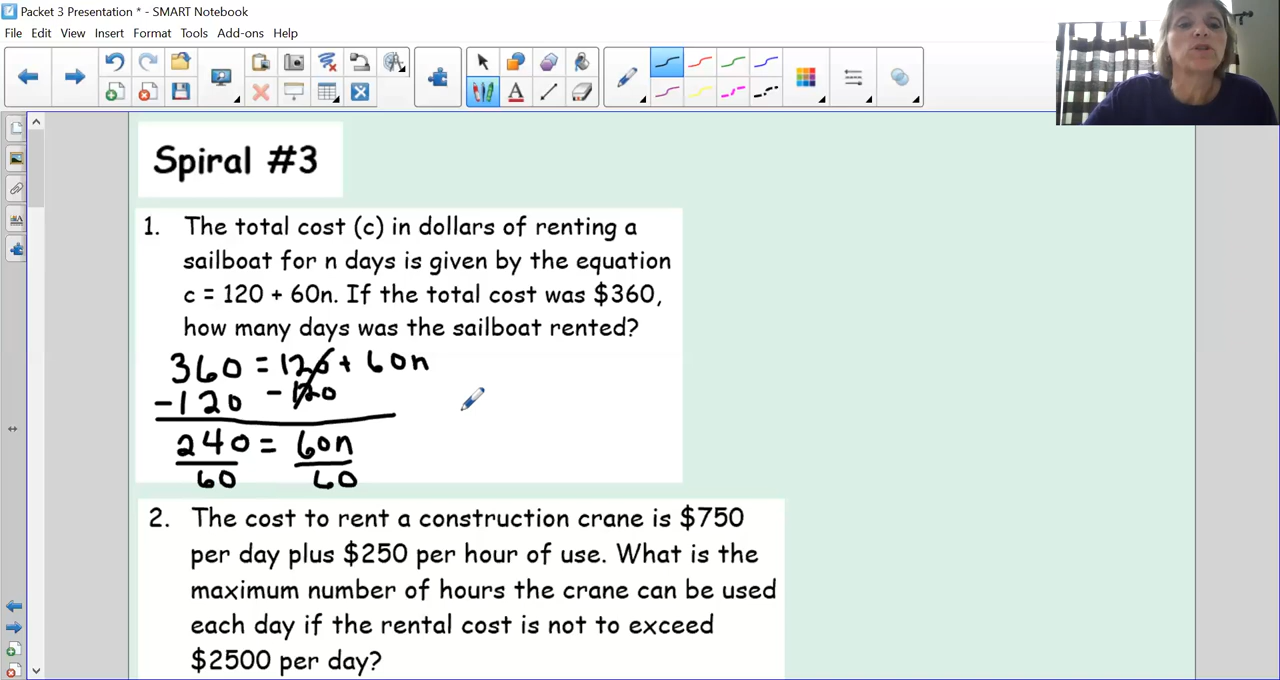 Packet 3 Presentation * - SMART Notebook
File Edit View Insert Format Tools Add-ons Help
Spiral #3
1. The total cost (c) in dollars of renting a
sailboat for n days is given by the equation
c = 120 + 60n. If the total cost was $360,
how many days was the sailboat rented?
360 = 120 + 60n
-120 -120
240 = 60n
60 60
2. The cost to rent a construction crane is $750
per day plus $250 per hour of use. What is the
maximum number of hours the crane can be used
each day if the rental cost is not to exceed
$2500 per day?